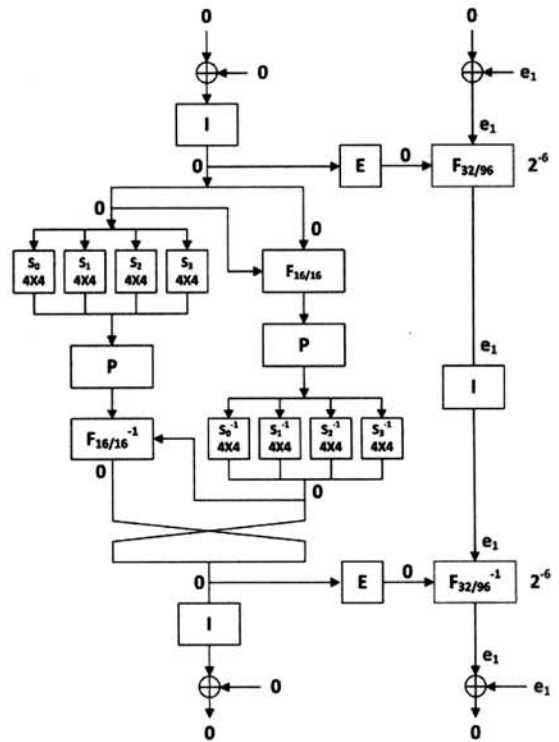 0 0
0 e₁
e₁
I
0 E 0 F₃₂/₉₆ 2⁻⁶
0 0
S₀ 4X4 S₁ 4X4 S₂ 4X4 S₃ 4X4 F₁₆/₁₆
P P e₁
I
F₁₆/₁₆⁻¹ S₀⁻¹ 4X4 S₁⁻¹ 4X4 S₂⁻¹ 4X4 S₃⁻¹ 4X4
0 0
e₁
0 E 0 F₃₂/₉₆⁻¹ 2⁻⁶
I
e₁
0 e₁
0 0